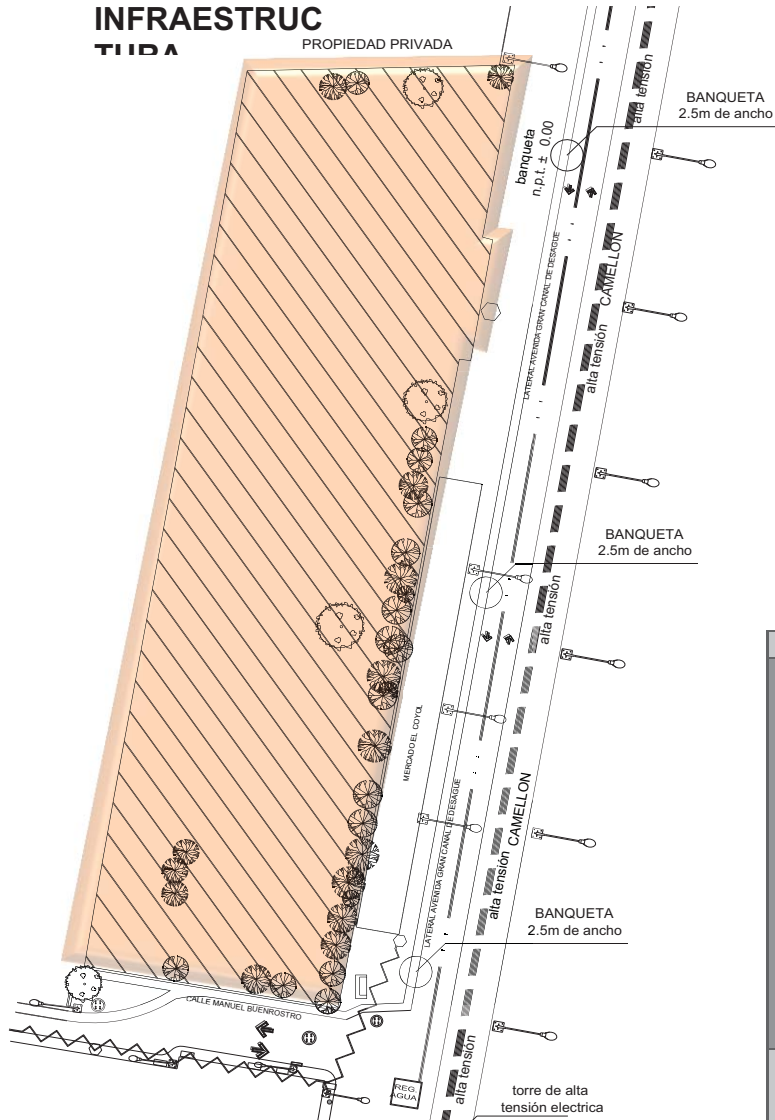 INFRAESTRUC
TURA
PROPIEDAD PRIVADA
alta tensión
BANQUETA
2.5m de ancho
banqueta
n.p.t. ± 0.00
LATERAL AVENIDA GRAN CANAL DE DESAGUE
CAMELLON
alta tensión
BANQUETA
2.5m de ancho
alta tensión
MERCADO EL COYOL
LATERAL AVENIDA GRAN CANAL DE DESAGUE
CAMELLON
alta tensión
BANQUETA
2.5m de ancho
CALLE MANUEL BUENROSTRO
alta tensión
REG.
AGUA
torre de alta
tensión electrica